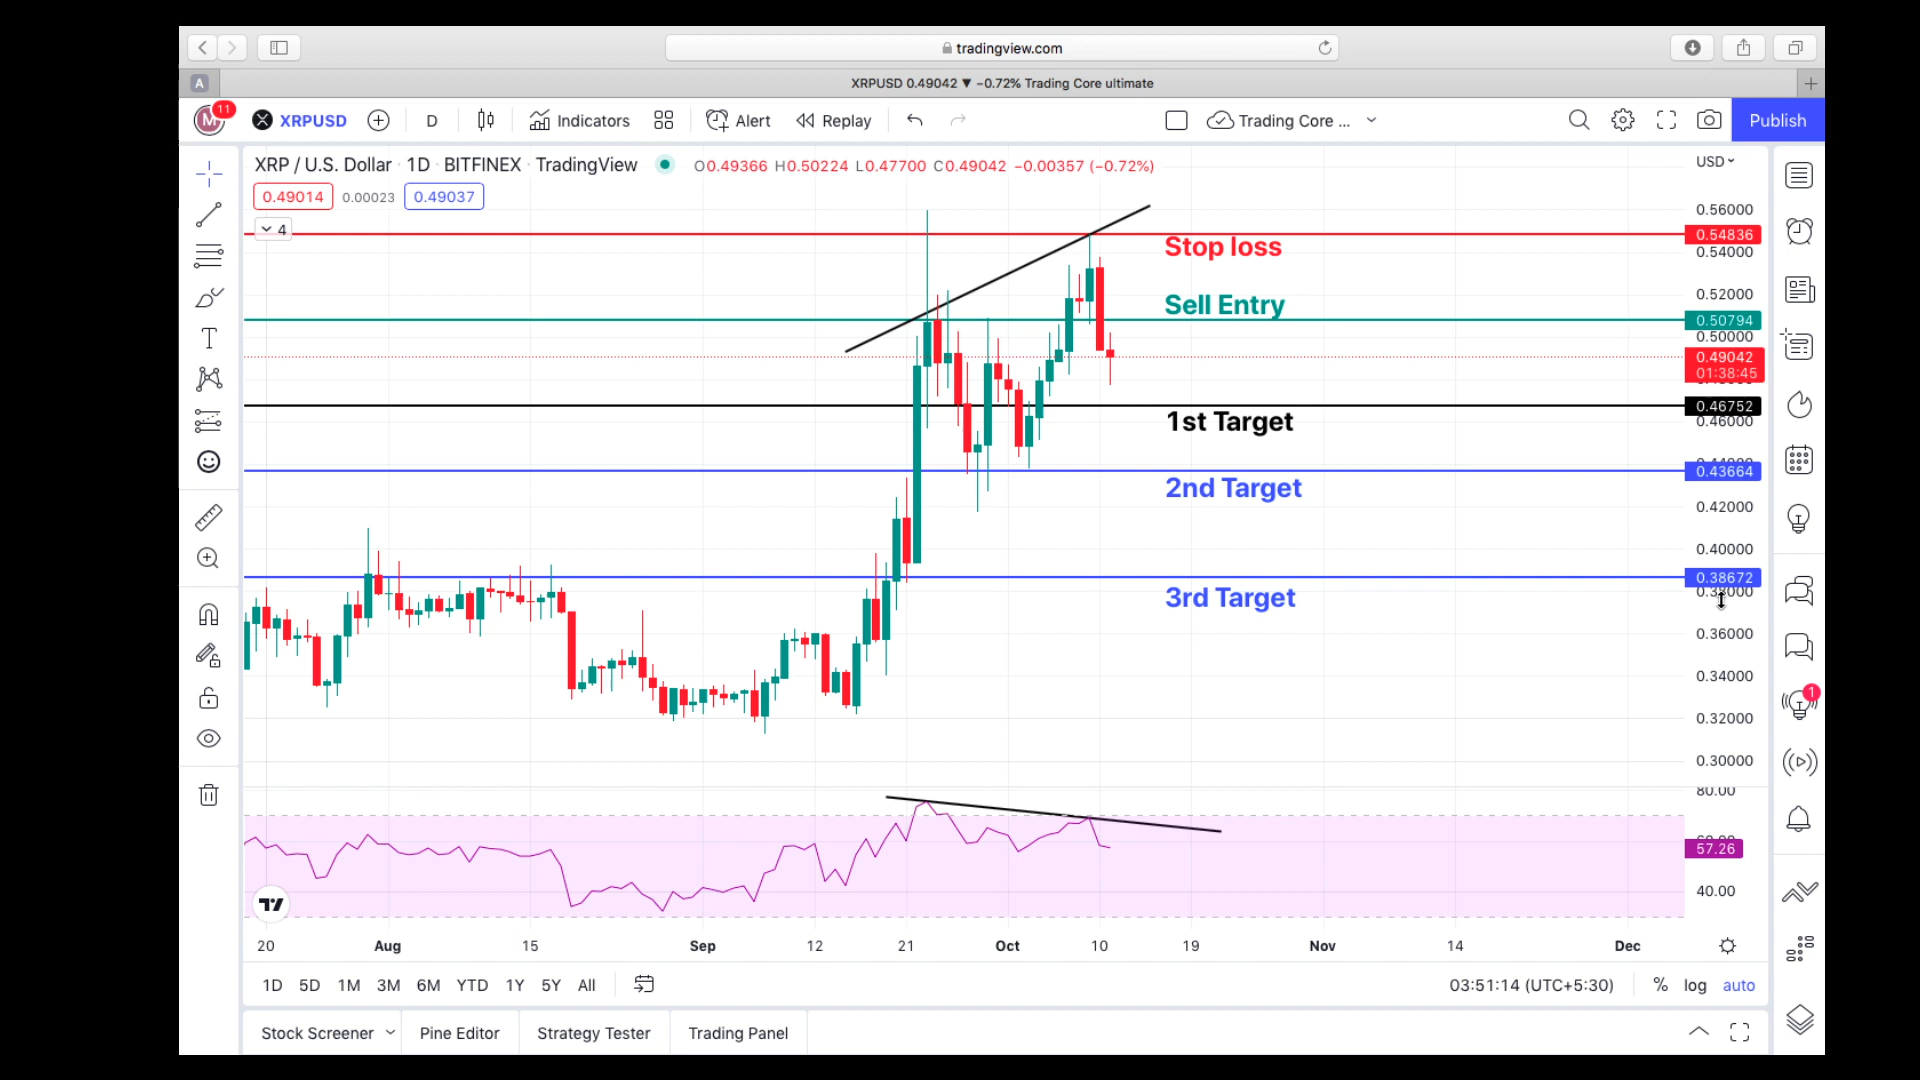 tradingview.com
A
XRPUSD 0.49042 ▼ −0.72% Trading Core ultimate
M 11 XRPUSD D Indicators Alert Replay Trading Core ... Publish
XRP / U.S. Dollar · 1D · BITFINEX · TradingView O0.49366 H0.50224 L0.47700 C0.49042 −0.00357 (−0.72%)
USD
0.49014 0.00023 0.49037
4
0.56000
0.54836
Stop loss
0.54000
0.52000
Sell Entry
0.50794
0.50000
0.49042
01:38:45
0.46752
1st Target
0.46000
0.43664
2nd Target
0.42000
0.40000
0.38672
3rd Target
0.36000
0.34000
0.32000
0.30000
80.00
57.26
40.00
20 Aug 15 Sep 12 21 Oct 10 19 Nov 14 Dec
1D 5D 1M 3M 6M YTD 1Y 5Y All 03:51:14 (UTC+5:30) % log auto
Stock Screener Pine Editor Strategy Tester Trading Panel
1